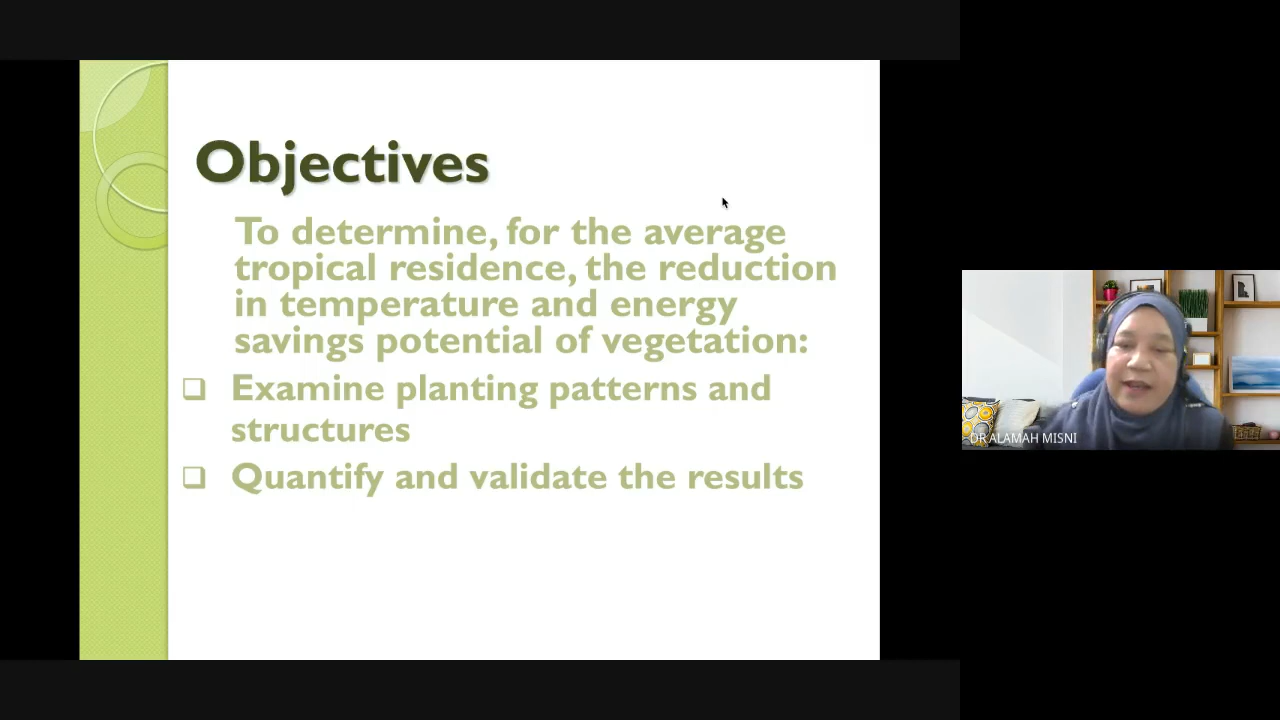 Objectives
To determine, for the average
tropical residence, the reduction
in temperature and energy
savings potential of vegetation:
Examine planting patterns and
structures
Quantify and validate the results
DR ALAMAH MISNI